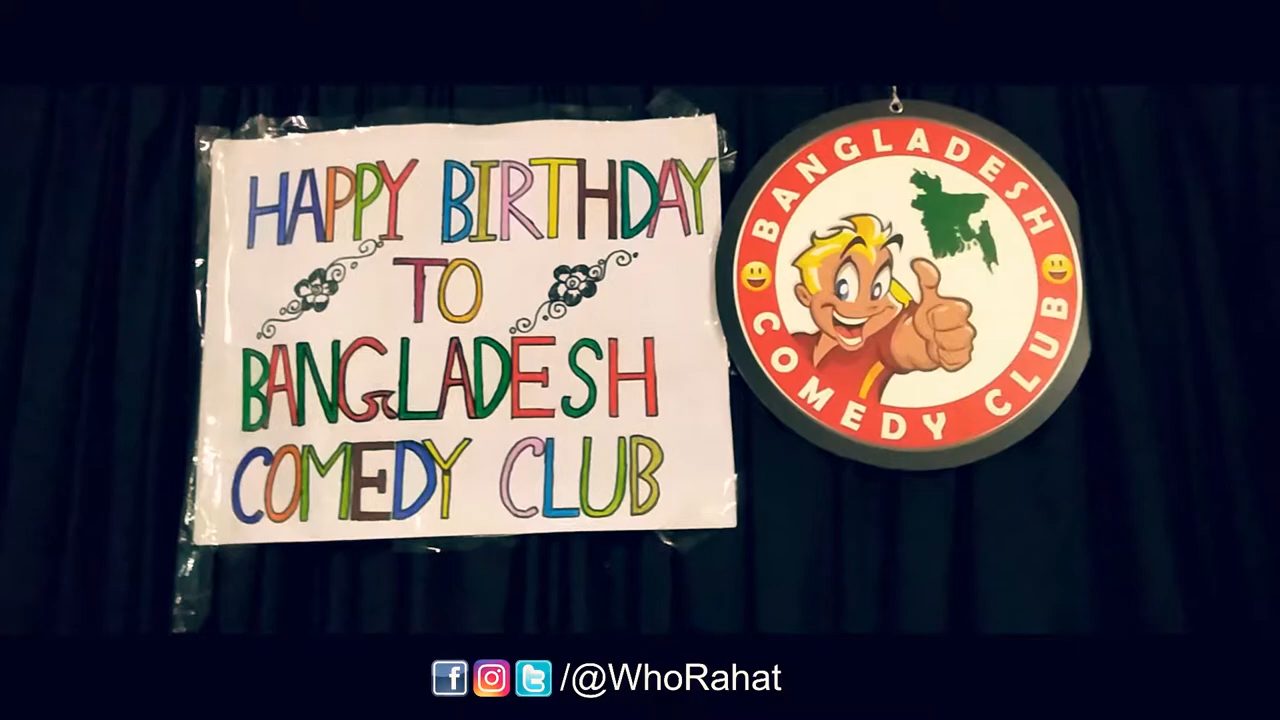 HAPPY BIRTHDAY
TO
BANGLADESH
COMEDY CLUB
BANGLADESH
COMEDY CLUB
/@WhoRahat